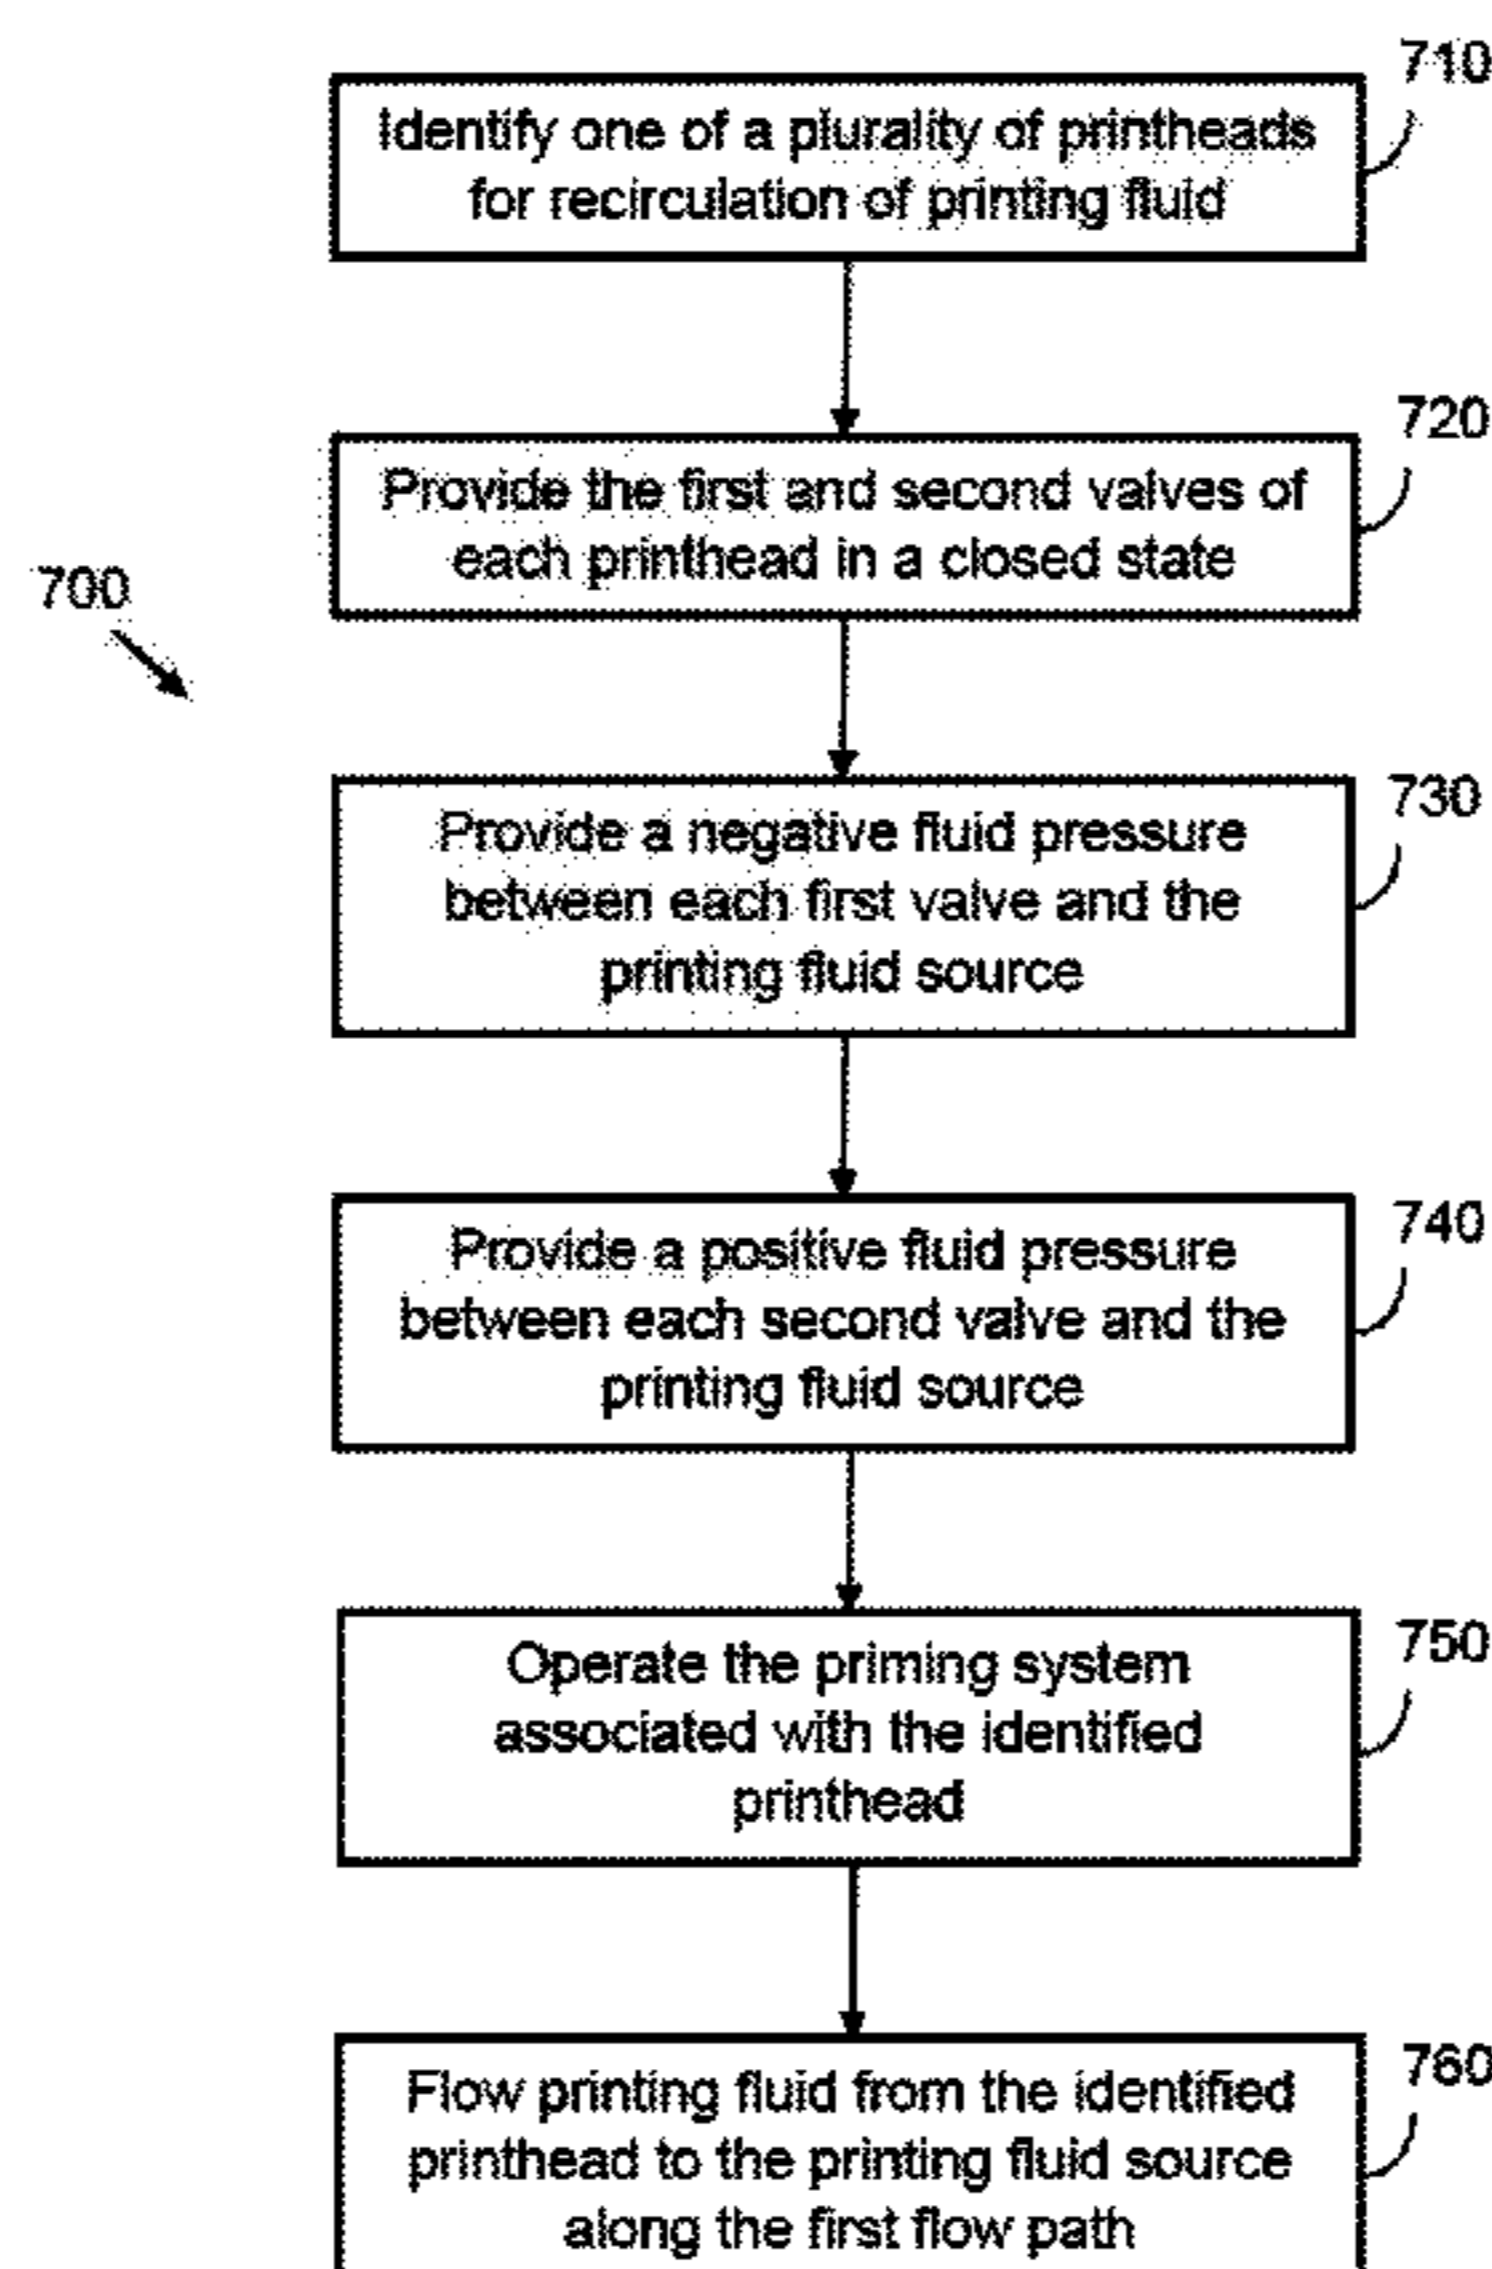 710
Identify one of a plurality of printheads
for recirculation of printing fluid
720
Provide the first and second valves of
each printhead in a closed state
700
730
Provide a negative fluid pressure
between each first valve and the
printing fluid source
740
Provide a positive fluid pressure
between each second valve and the
printing fluid source
750
Operate the priming system
associated with the identified
printhead
760
Flow printing fluid from the identified
printhead to the printing fluid source
along the first flow path